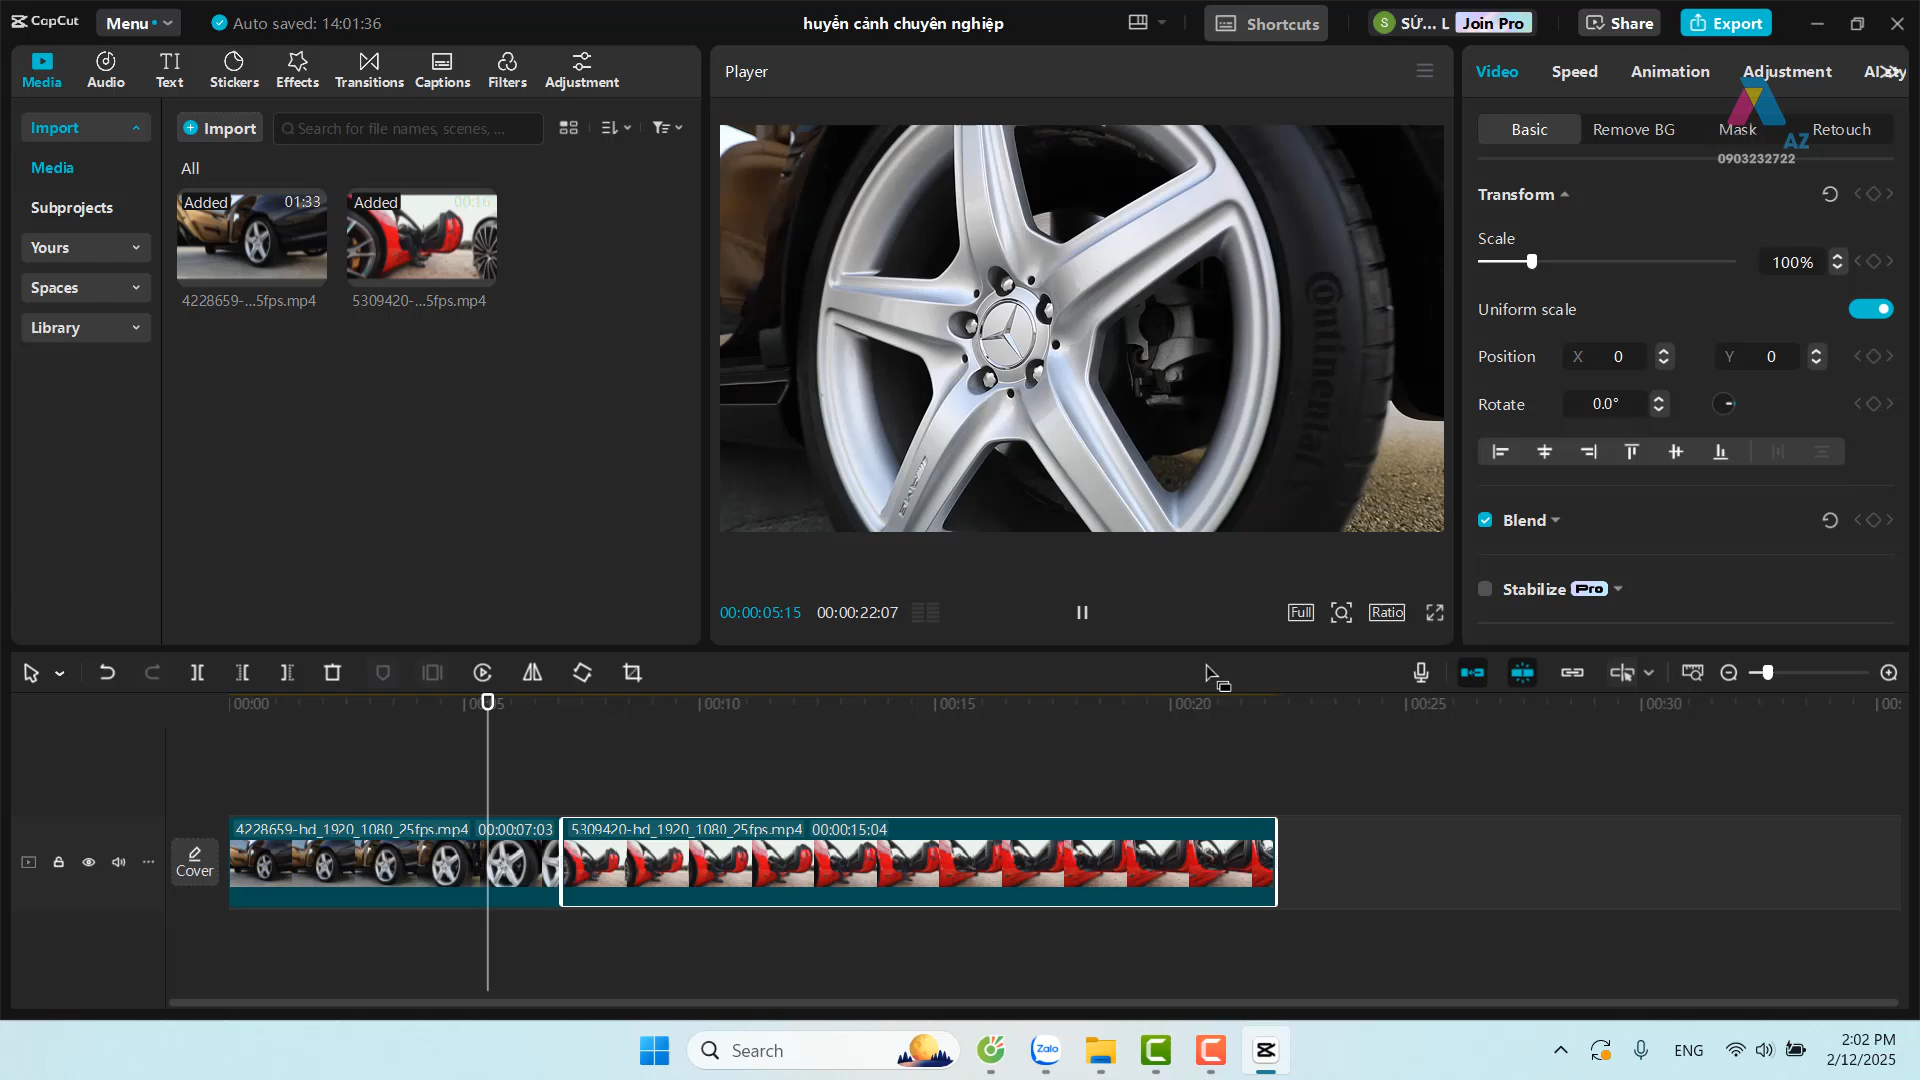 CapCut
Menu
Auto saved: 14:01:36
huyển cảnh chuyên nghiệp
Shortcuts
S
SỨ... L
Join Pro
Share
Export
Media
Audio
Text
Stickers
Effects
Transitions
Captions
Filters
Adjustment
Import
Media
Subprojects
Yours
Spaces
Library
Import
Search for file names, scenes, ...
All
Added
01:33
4228659-...5fps.mp4
Added
00:16
5309420-...5fps.mp4
Player
Continental
00:00:05:15
00:00:22:07
Full
Ratio
Video
Speed
Animation
Adjustment
Basic
Remove BG
Mask
Retouch
AZ
0903232722
Transform
Scale
100%
Uniform scale
Position
X
0
Y
0
Rotate
0.0°
Blend
Stabilize
Pro
00:00
00:10
00:15
00:20
00:25
00:30
Cover
4228659-hd_1920_1080_25fps.mp4
00:00:07:03
5309420-hd_1920_1080_25fps.mp4
00:00:15:04
Search
Zalo
ENG
2:02 PM
2/12/2025